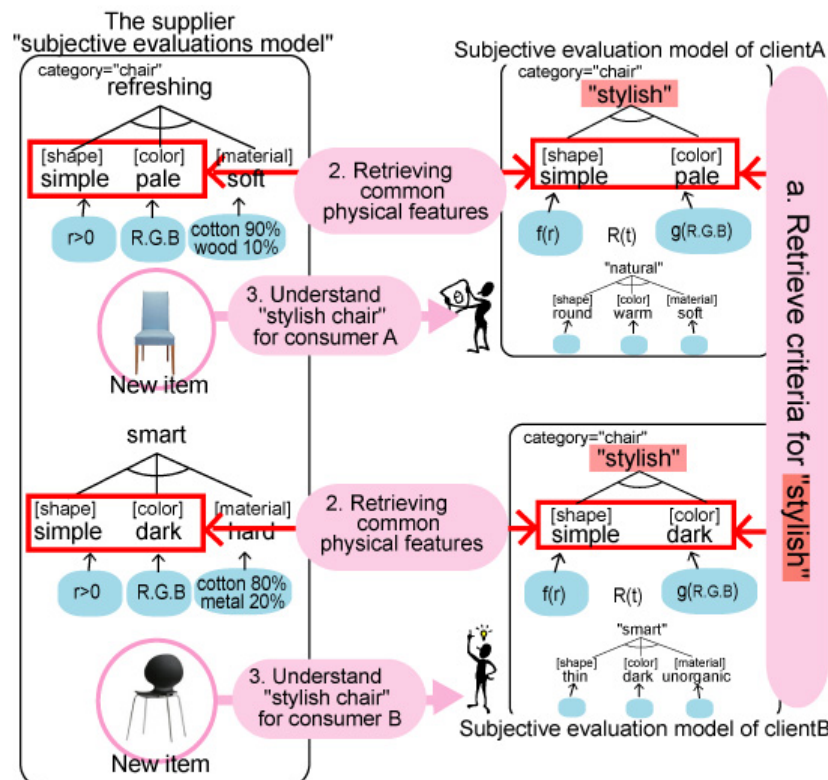 The supplier
"subjective evaluations model"
category="chair"
refreshing
[shape] [color] [material]
simple pale soft
r>0 R.G.B cotton 90%
wood 10%
New item
smart
[shape] [color] [material]
simple dark hard
r>0 R.G.B cotton 80%
metal 20%
New item
2. Retrieving
common
physical features
3. Understand
"stylish chair"
for consumer A
2. Retrieving
common
physical features
3. Understand
"stylish chair"
for consumer B
Subjective evaluation model of clientA
category="chair"
"stylish"
[shape] [color]
simple pale
f(r) R(t) g(R.G.B)
"natural"
[shape] [color] [material]
round warm soft
category="chair"
"stylish"
[shape] [color]
simple dark
f(r) R(t) g(R.G.B)
"smart"
[shape] [color] [material]
thin dark unorganic
Subjective evaluation model of clientB
a. Retrieve criteria for "stylish"